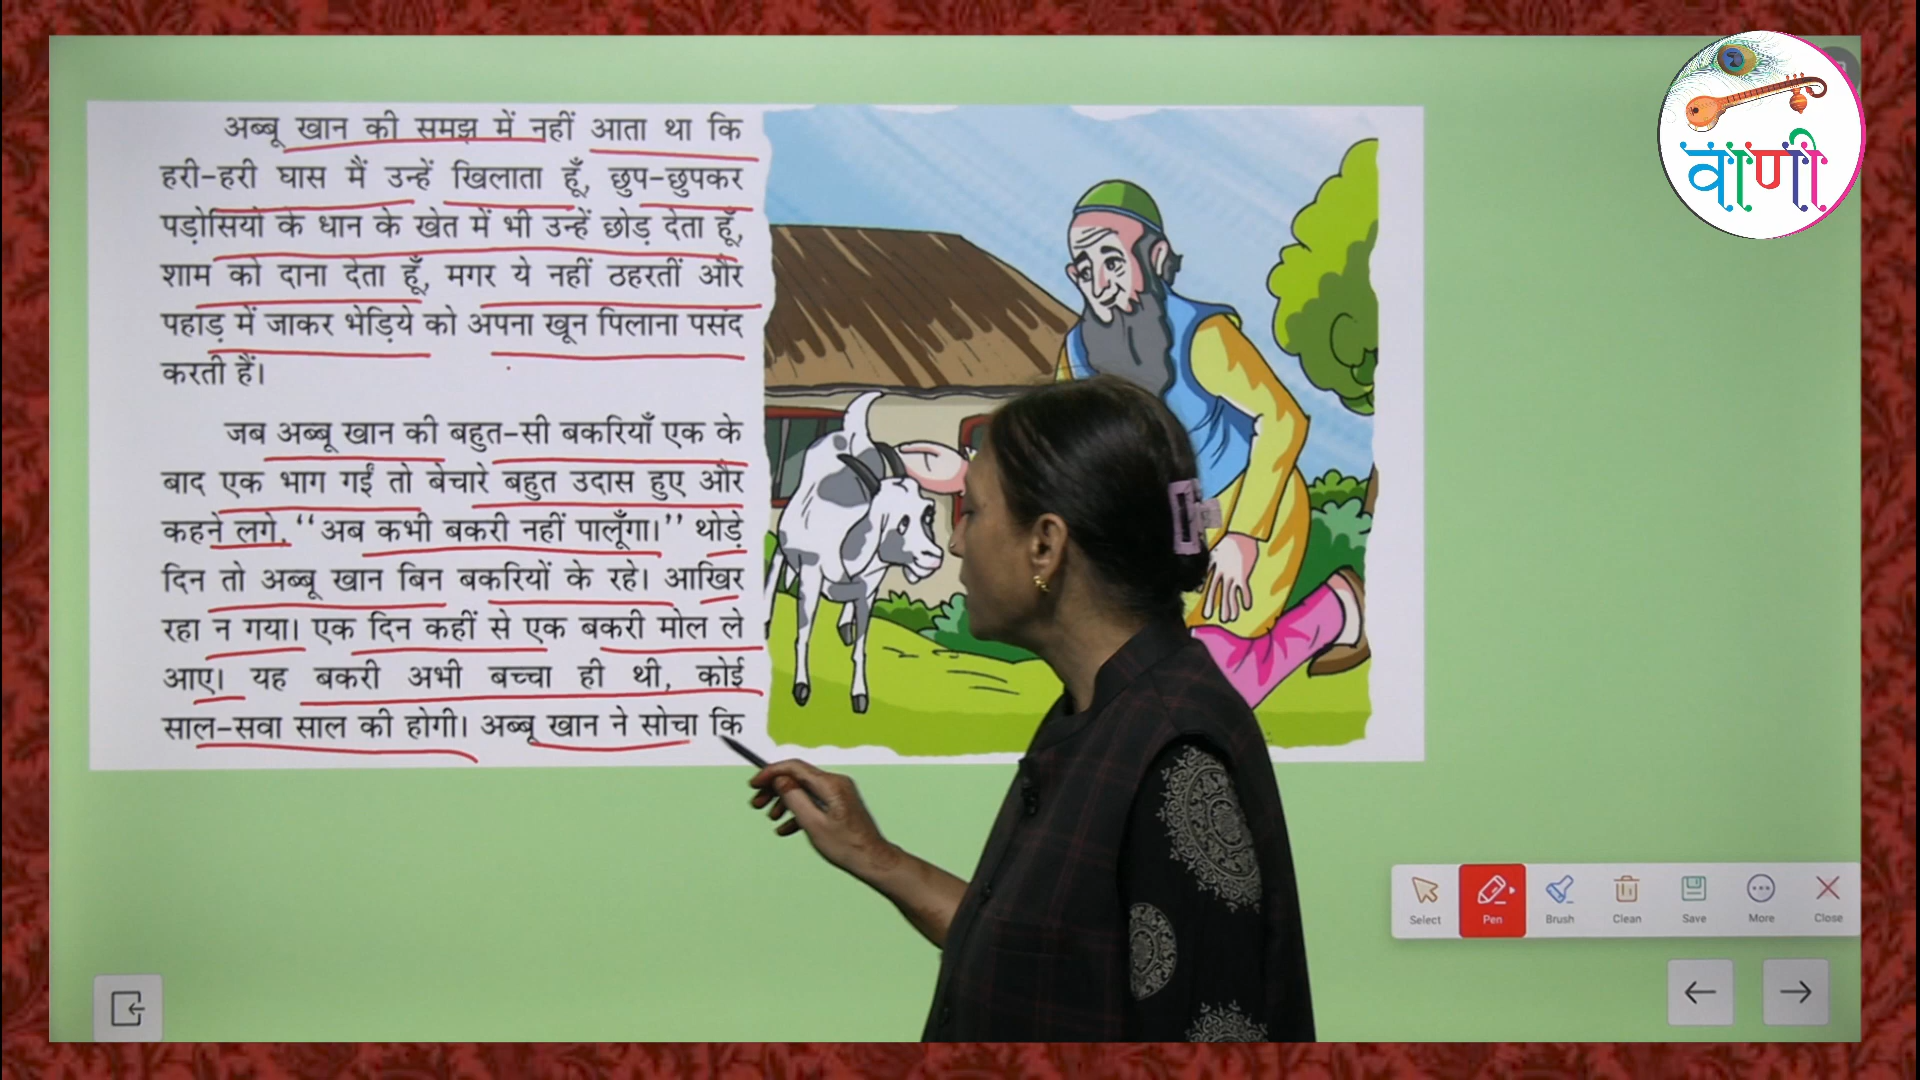 अब्बू खान की समझ में नहीं आता था कि
हरी-हरी घास मैं उन्हें खिलाता हूँ, छुप-छुपकर
पड़ोसियों के धान के खेत में भी उन्हें छोड़ देता हूँ,
शाम को दाना देता हूँ, मगर ये नहीं ठहरतीं और
पहाड़ में जाकर भेड़िये को अपना खून पिलाना पसंद
करती हैं।
जब अब्बू खान की बहुत-सी बकरियाँ एक के
बाद एक भाग गईं तो बेचारे बहुत उदास हुए और
कहने लगे, ‘‘अब कभी बकरी नहीं पालूँगा।’’ थोड़े
दिन तो अब्बू खान बिन बकरियों के रहे। आखिर
रहा न गया। एक दिन कहीं से एक बकरी मोल ले
आए। यह बकरी अभी बच्चा ही थी, कोई
साल-सवा साल की होगी। अब्बू खान ने सोचा कि
वाणी
Select Pen Brush Clean Save More Close